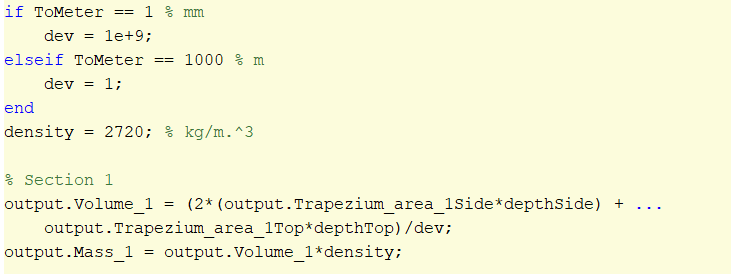 if ToMeter == 1 % mm
dev = 1e+9;
elseif ToMeter == 1000 % m
dev = 1;
end
density = 2720; % kg/m.^3
% Section 1
output.Volume_1 = (2*(output.Trapezium_area_1Side*depthSide) + ...
output.Trapezium_area_1Top*depthTop)/dev;
output.Mass_1 = output.Volume_1*density;